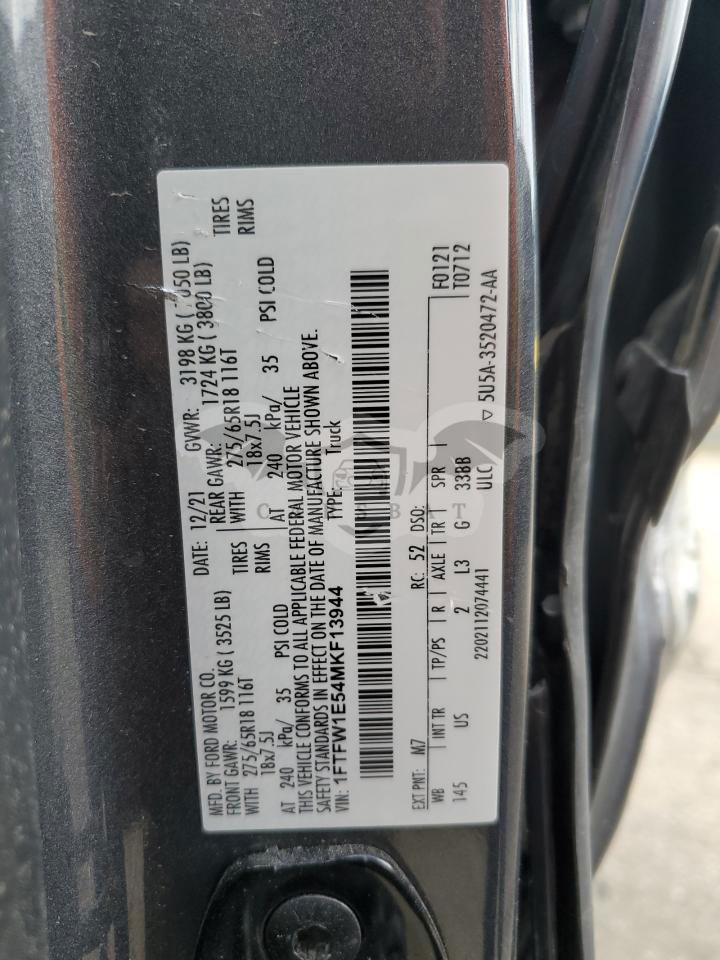 MFD. BY FORD MOTOR CO. DATE: 12/21 GVWR: 3198 KG ( 050 LB)
FRONT GAWR: 1599 KG ( 3525 LB) REAR GAWR: 1724 KG ( 3800 LB)
WITH 275/65R18 116T TIRES WITH 275/65R18 116T TIRES
18x7.5J RIMS 18x7.5J RIMS
AT 240 kPa/ 35 PSI COLD AT 240 kPa/ 35 PSI COLD
THIS VEHICLE CONFORMS TO ALL APPLICABLE FEDERAL MOTOR VEHICLE
SAFETY STANDARDS IN EFFECT ON THE DATE OF MANUFACTURE SHOWN ABOVE.
VIN: 1FTFW1E54MKF13944 TYPE: Truck
EXT PNT: M7 RC: 52 DSO: F0121
WB INT TR TP/PS R AXLE TR SPR T0712
145 US 2 L3 G 33BB
2202112074441 ULC ▽ 5U5A-3520472-AA